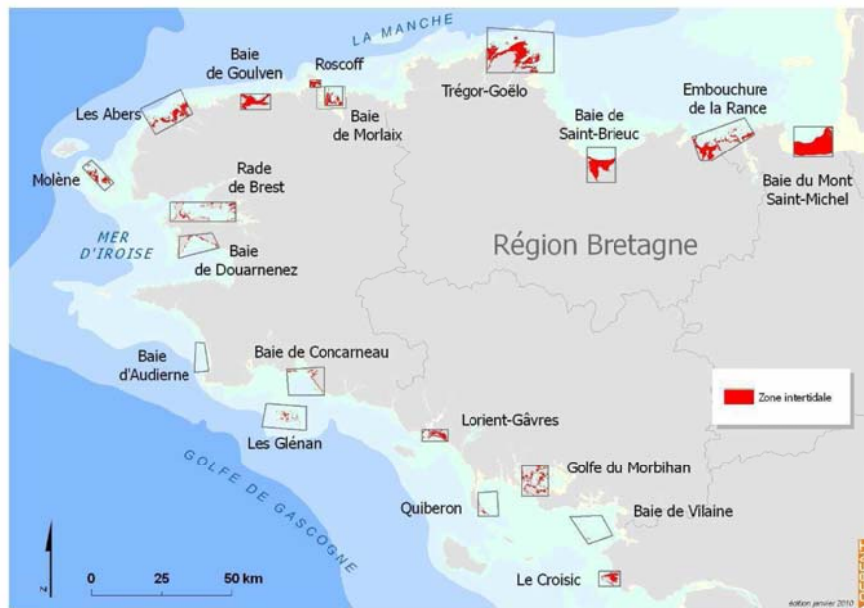 LA MANCHE
Baie
de Goulven
Roscoff
Les Abers
Baie
de Morlaix
Trégor-Goëlo
Baie de
Saint-Brieuc
Embouchure
de la Rance
Baie du Mont
Saint-Michel
Molène
Rade
de Brest
MER
D'IROISE
Baie
de Douarnenez
Région Bretagne
Baie
d'Audierne
Baie de Concarneau
Les Glénan
Lorient-Gâvres
Zone intertidale
GOLFE DE GASCOGNE
Golfe du Morbihan
Quiberon
Baie de Vilaine
Le Croisic
N
0 25 50 km
édition janvier 2010